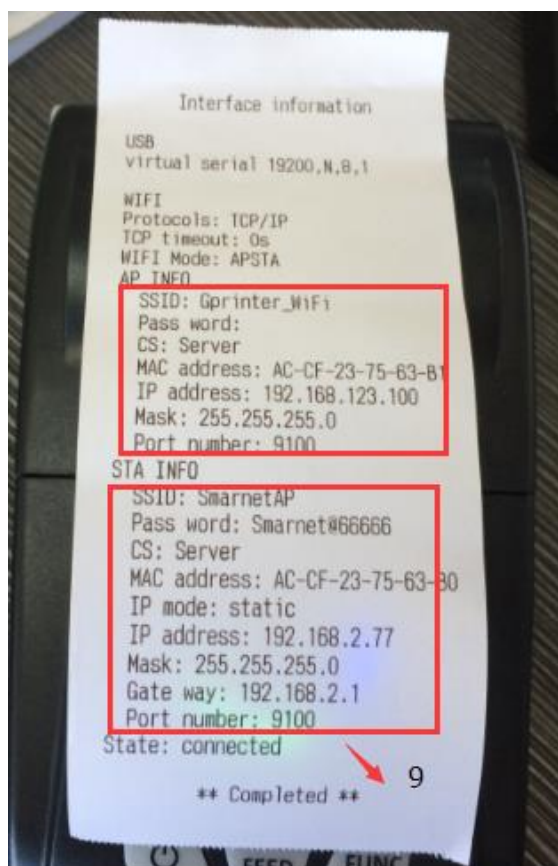 Interface information
USB
virtual serial 19200,N,8,1
WIFI
Protocols: TCP/IP
TCP timeout: 0s
WIFI Mode: APSTA
AP INFO
SSID: Gprinter_WiFi
Pass word:
CS: Server
MAC address: AC-CF-23-75-63-B1
IP address: 192.168.123.100
Mask: 255.255.255.0
Port number: 9100
STA INFO
SSID: SmarnetAP
Pass word: Smarnet@66666
CS: Server
MAC address: AC-CF-23-75-63-B0
IP mode: static
IP address: 192.168.2.77
Mask: 255.255.255.0
Gate way: 192.168.2.1
Port number: 9100
State: connected
9
** Completed **
FEED FUNC